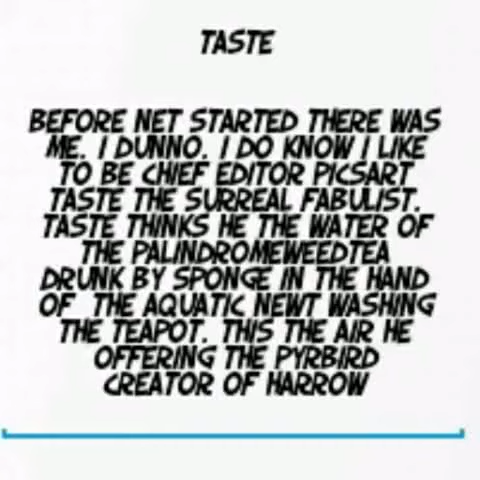 TASTE
BEFORE NET STARTED THERE WAS
ME. I DUNNO. I DO KNOW I LIKE
TO BE CHIEF EDITOR PICSART
TASTE THE SURREAL FABULIST.
TASTE THINKS HE THE WATER OF
THE PALINDROMEWEEDTEA
DRUNK BY SPONGE IN THE HAND
OF THE AQUATIC NEWT WASHING
THE TEAPOT. THIS THE AIR HE
OFFERING THE PYRBIRD
CREATOR OF HARROW